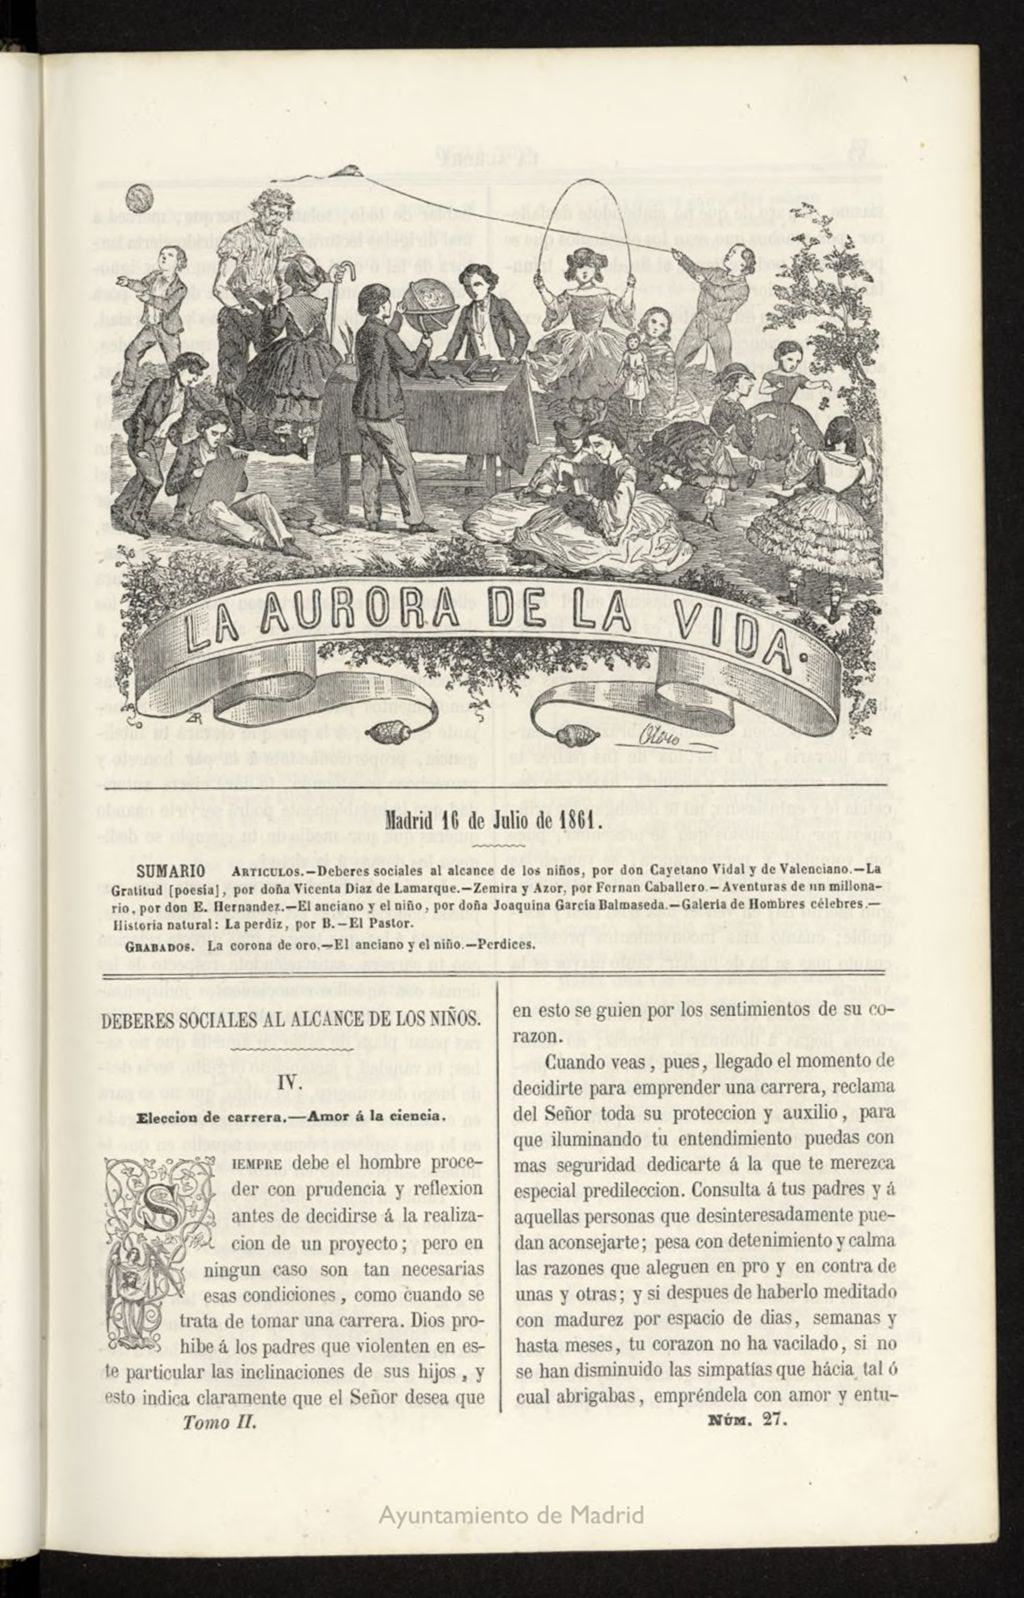 LA AURORA DE LA VIDA.
ZR
Otero
Madrid 16 de Julio de 1861.
SUMARIO ARTICULOS.—Deberes sociales al alcance de los niños, por don Cayetano Vidal y de Valenciano.—La
Gratitud [poesía], por doña Vicenta Diaz de Lamarque.—Zemira y Azor, por Fernan Caballero.—Aventuras de un millona-
rio, por don E. Hernandez.—El anciano y el niño, por doña Joaquina García Balmaseda.—Galería de Hombres célebres.—
Historia natural: La perdiz, por B.—El Pastor.
GRABADOS. La corona de oro.—El anciano y el niño.—Perdices.
DEBERES SOCIALES AL ALCANCE DE LOS NIÑOS.
IV.
Eleccion de carrera.—Amor á la ciencia.
SIEMPRE debe el hombre proce-
der con prudencia y reflexion
antes de decidirse á la realiza-
cion de un proyecto; pero en
ningun caso son tan necesarias
esas condiciones, como cuando se
trata de tomar una carrera. Dios pro-
hibe á los padres que violenten en es-
te particular las inclinaciones de sus hijos, y
esto indica claramente que el Señor desea que
Tomo II.
en esto se guien por los sentimientos de su co-
razon.
Cuando veas, pues, llegado el momento de
decidirte para emprender una carrera, reclama
del Señor toda su proteccion y auxilio, para
que iluminando tu entendimiento puedas con
mas seguridad dedicarte á la que te merezca
especial predileccion. Consulta á tus padres y á
aquellas personas que desinteresadamente pue-
dan aconsejarte; pesa con detenimiento y calma
las razones que aleguen en pro y en contra de
unas y otras; y si despues de haberlo meditado
con madurez por espacio de dias, semanas y
hasta meses, tu corazon no ha vacilado, si no
se han disminuido las simpatías que hácia tal ó
cual abrigabas, empréndela con amor y entu-
NÚM. 27.
Ayuntamiento de Madrid